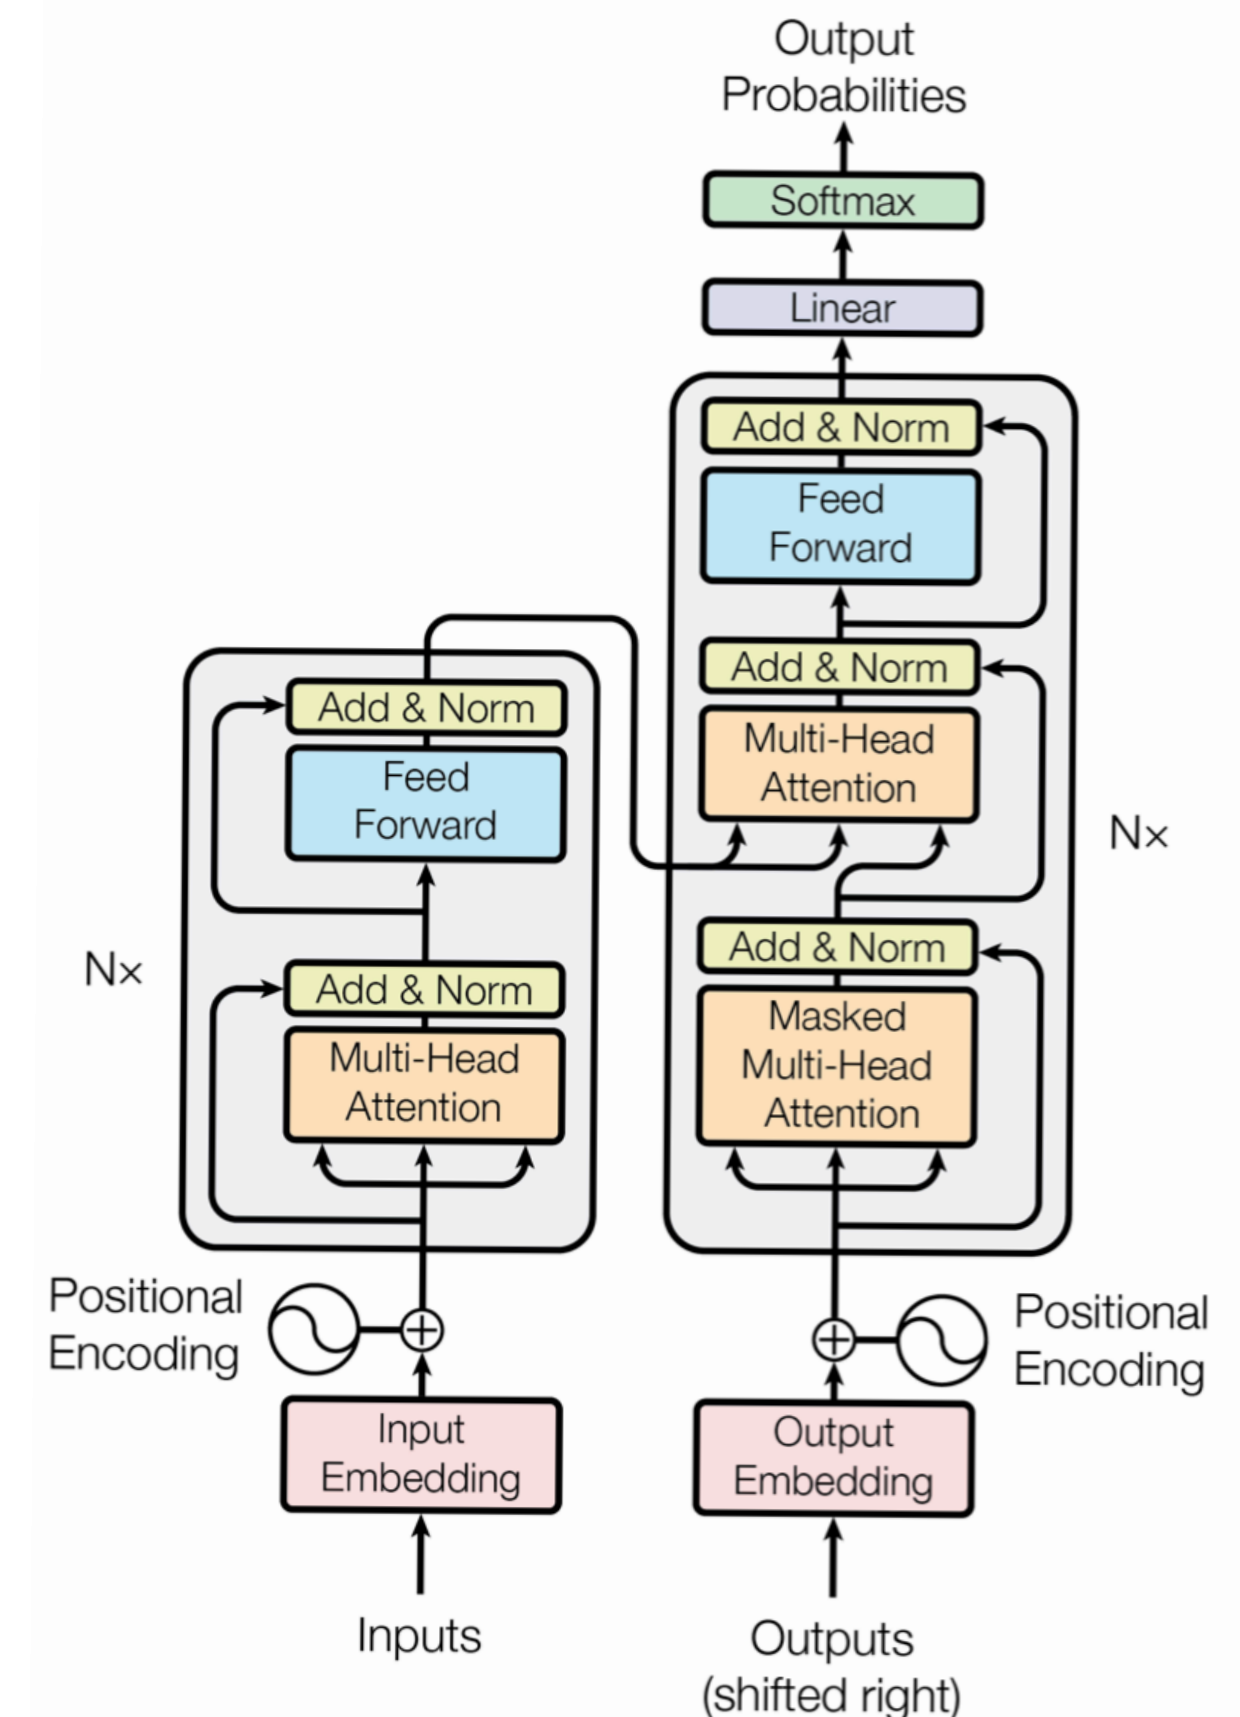 Output
Probabilities
Softmax
Linear
Add & Norm
Feed
Forward
Add & Norm
Multi-Head
Attention
Add & Norm
Masked
Multi-Head
Attention
Nx
Add & Norm
Feed
Forward
Add & Norm
Multi-Head
Attention
Nx
Positional
Encoding
Positional
Encoding
Input
Embedding
Output
Embedding
Inputs
Outputs
(shifted right)